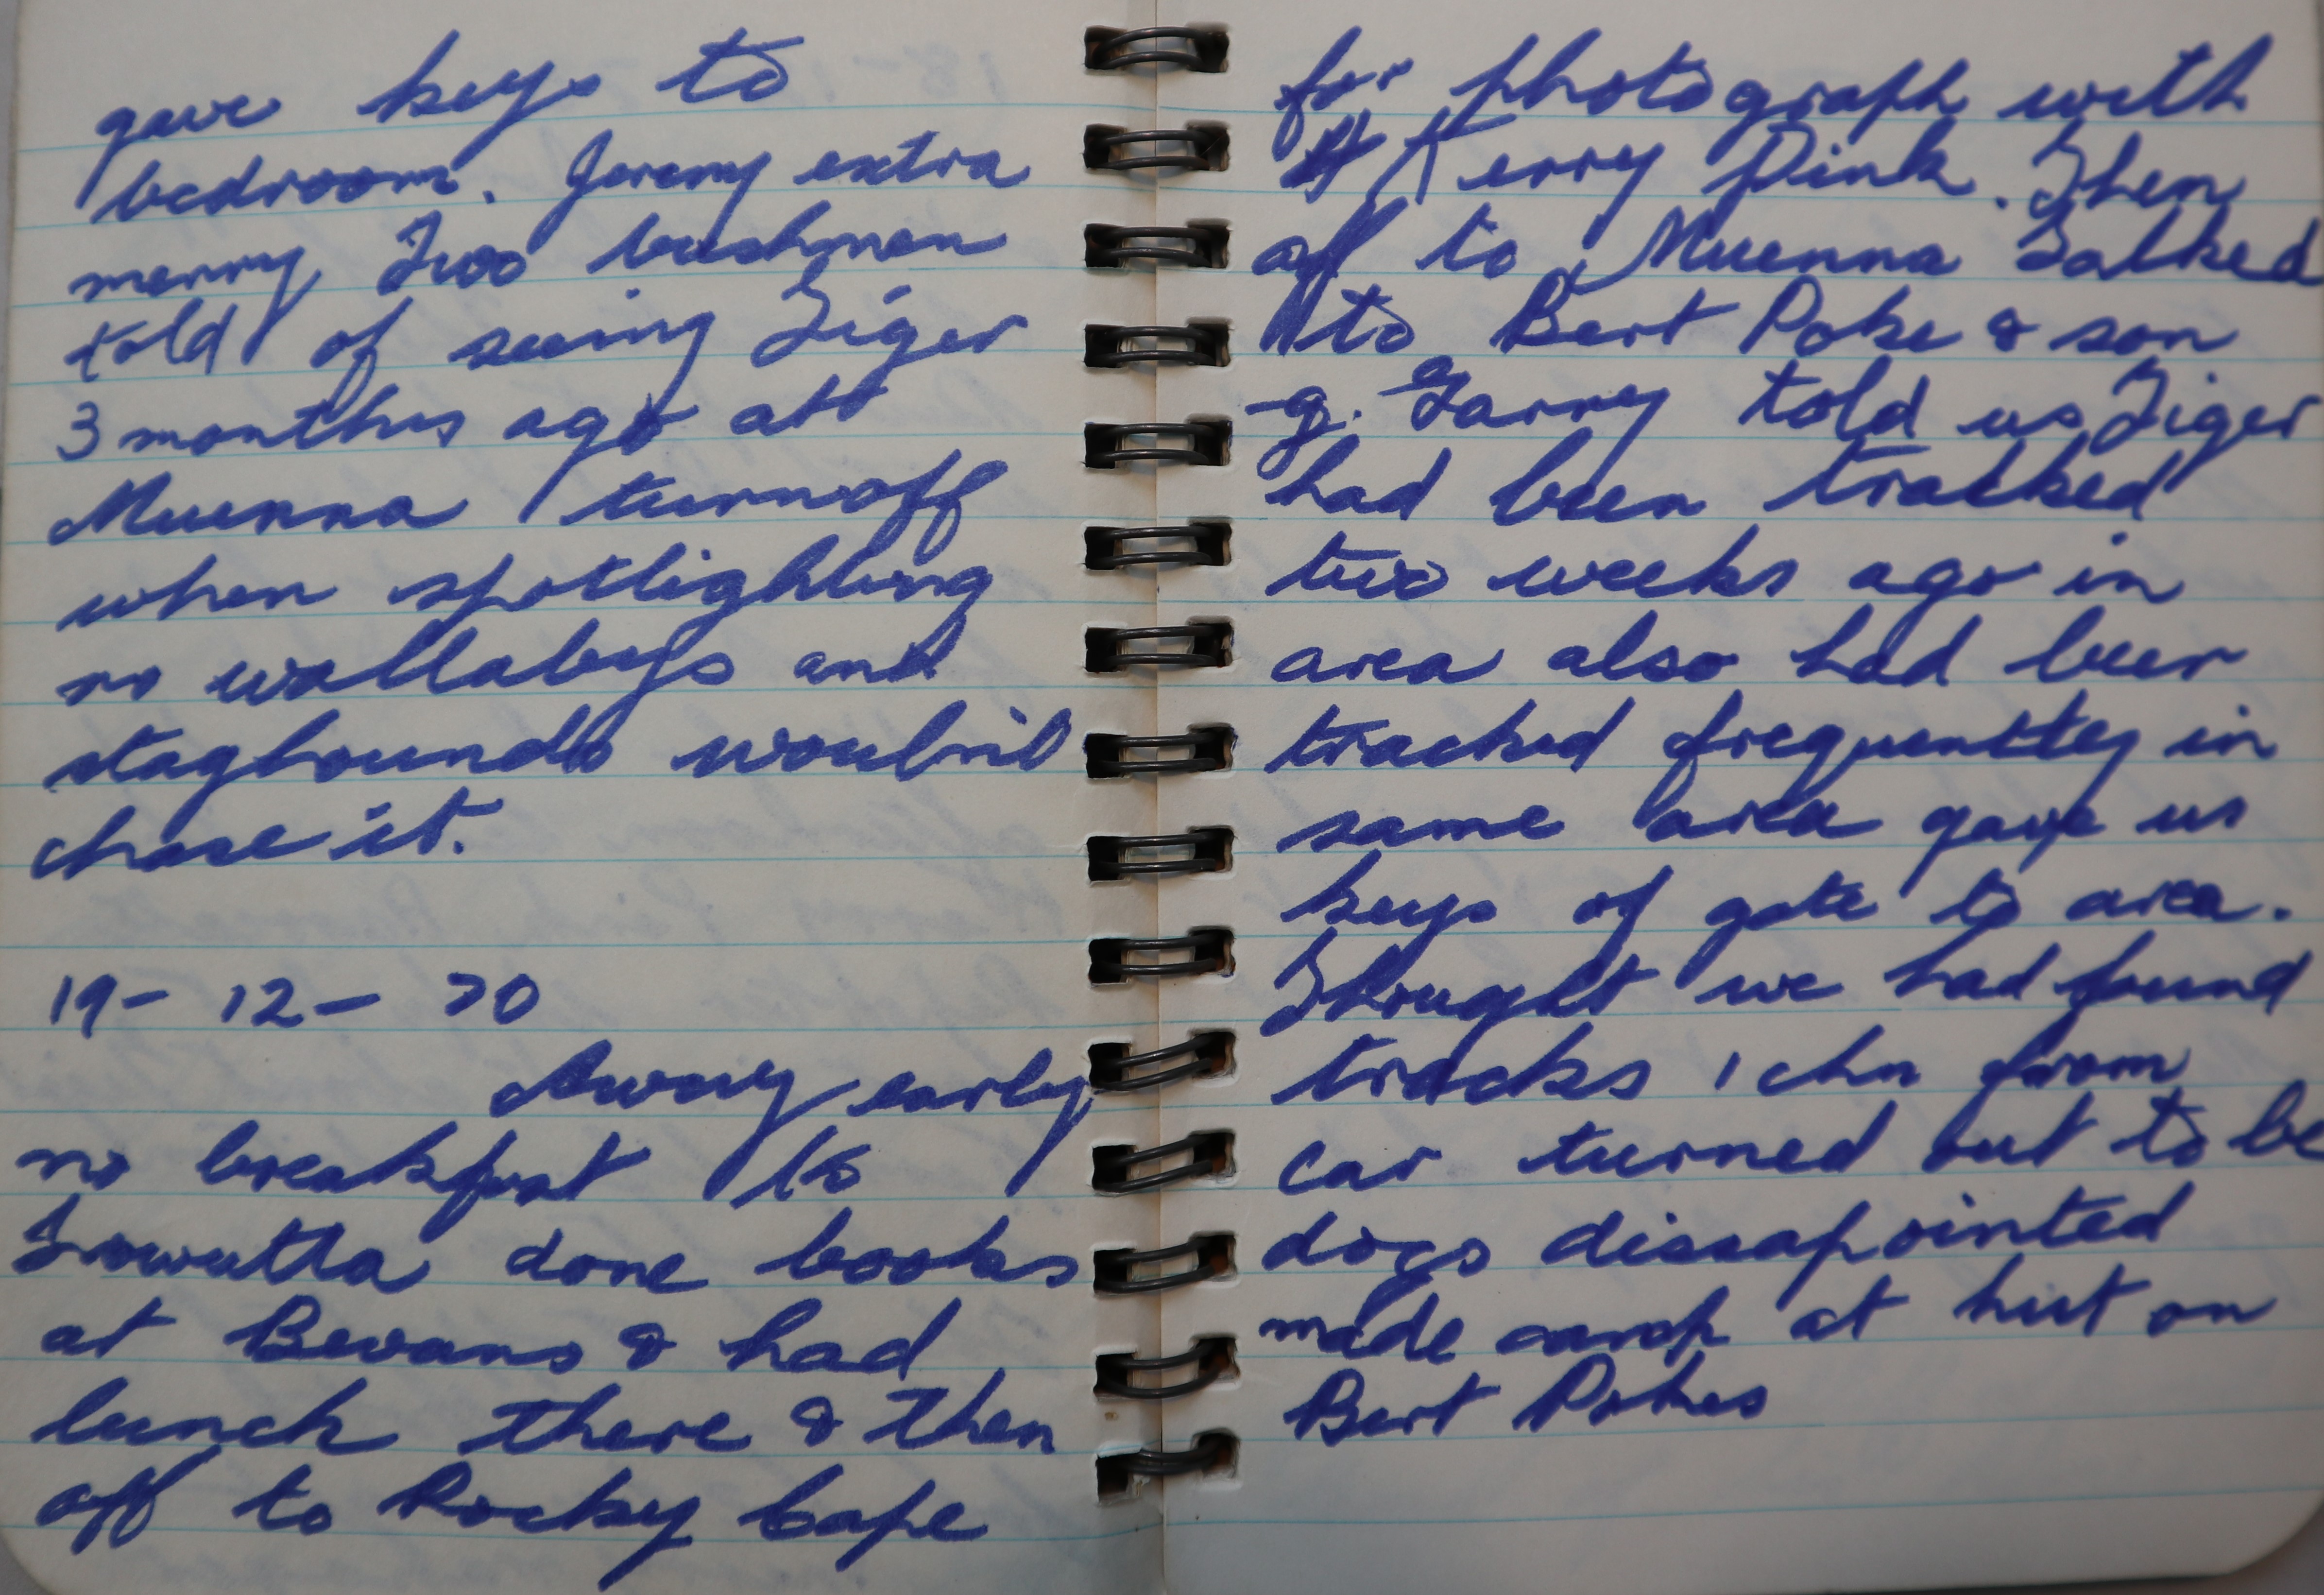 gave keys to
bedroom. Jeremy extra
merry Two bushmen
told of seeing Tiger
3 months ago at
Muenna turnoff
when spotlighting
no wallabys and
staghounds
chase it.
19 - 12 - 70
Away early
no breakfast to
Trowutta done books
at Bevans & had
lunch there & then
off to Rocky Cape
for photograph with
Kerry Pink. Then
off to Muenna Talked
to Bert Poke & son
g. Garry told us Tiger
had been tracked
two weeks ago in
area also had been
tracked frequentley in
same area gave us
keys of gate to area.
Thought we had found
tracks 1 chn from
car turned out to be
dogs dissapointed
made camp at hut on
Bert Pokes